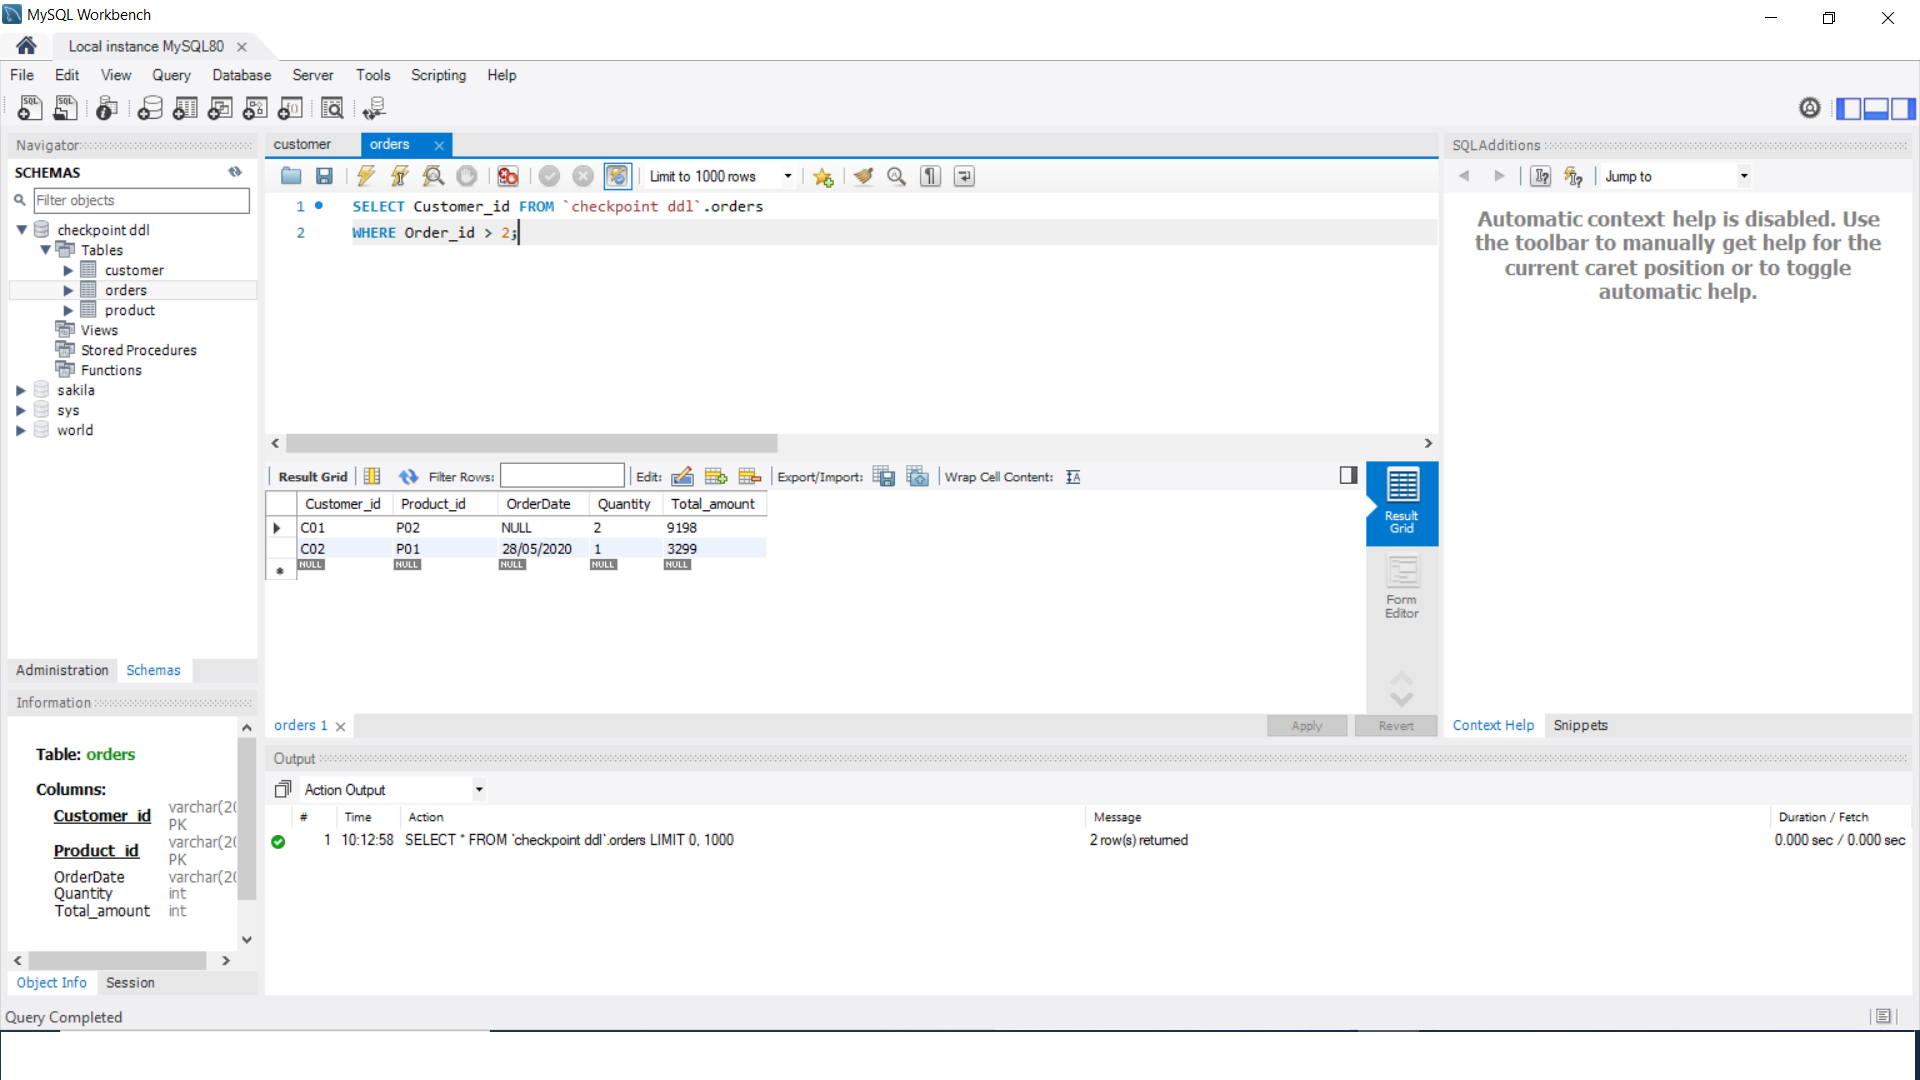 MySQL Workbench
Local instance MySQL80
File Edit View Query Database Server Tools Scripting Help
Navigator
SCHEMAS
Filter objects
checkpoint ddl
Tables
customer
orders
product
Views
Stored Procedures
Functions
sakila
sys
world
Administration Schemas
Information
Table: orders
Columns:
Customer_id varchar(20
PK
Product_id varchar(20
PK
OrderDate varchar(20
Quantity int
Total_amount int
Object Info Session
Query Completed
customer orders
Limit to 1000 rows
1 SELECT Customer_id FROM `checkpoint ddl`.orders
2 WHERE Order_id > 2;
Result Grid Filter Rows: Edit: Export/Import: Wrap Cell Content:
Customer_id Product_id OrderDate Quantity Total_amount
C01 P02 NULL 2 9198
C02 P01 28/05/2020 1 3299
NULL NULL NULL NULL NULL
Result
Grid
Form
Editor
orders 1
Apply Revert
Output
Action Output
# Time Action Message Duration / Fetch
1 10:12:58 SELECT * FROM `checkpoint ddl`.orders LIMIT 0, 1000 2 row(s) returned 0.000 sec / 0.000 sec
SQLAdditions
Jump to
Automatic context help is disabled. Use
the toolbar to manually get help for the
current caret position or to toggle
automatic help.
Context Help Snippets